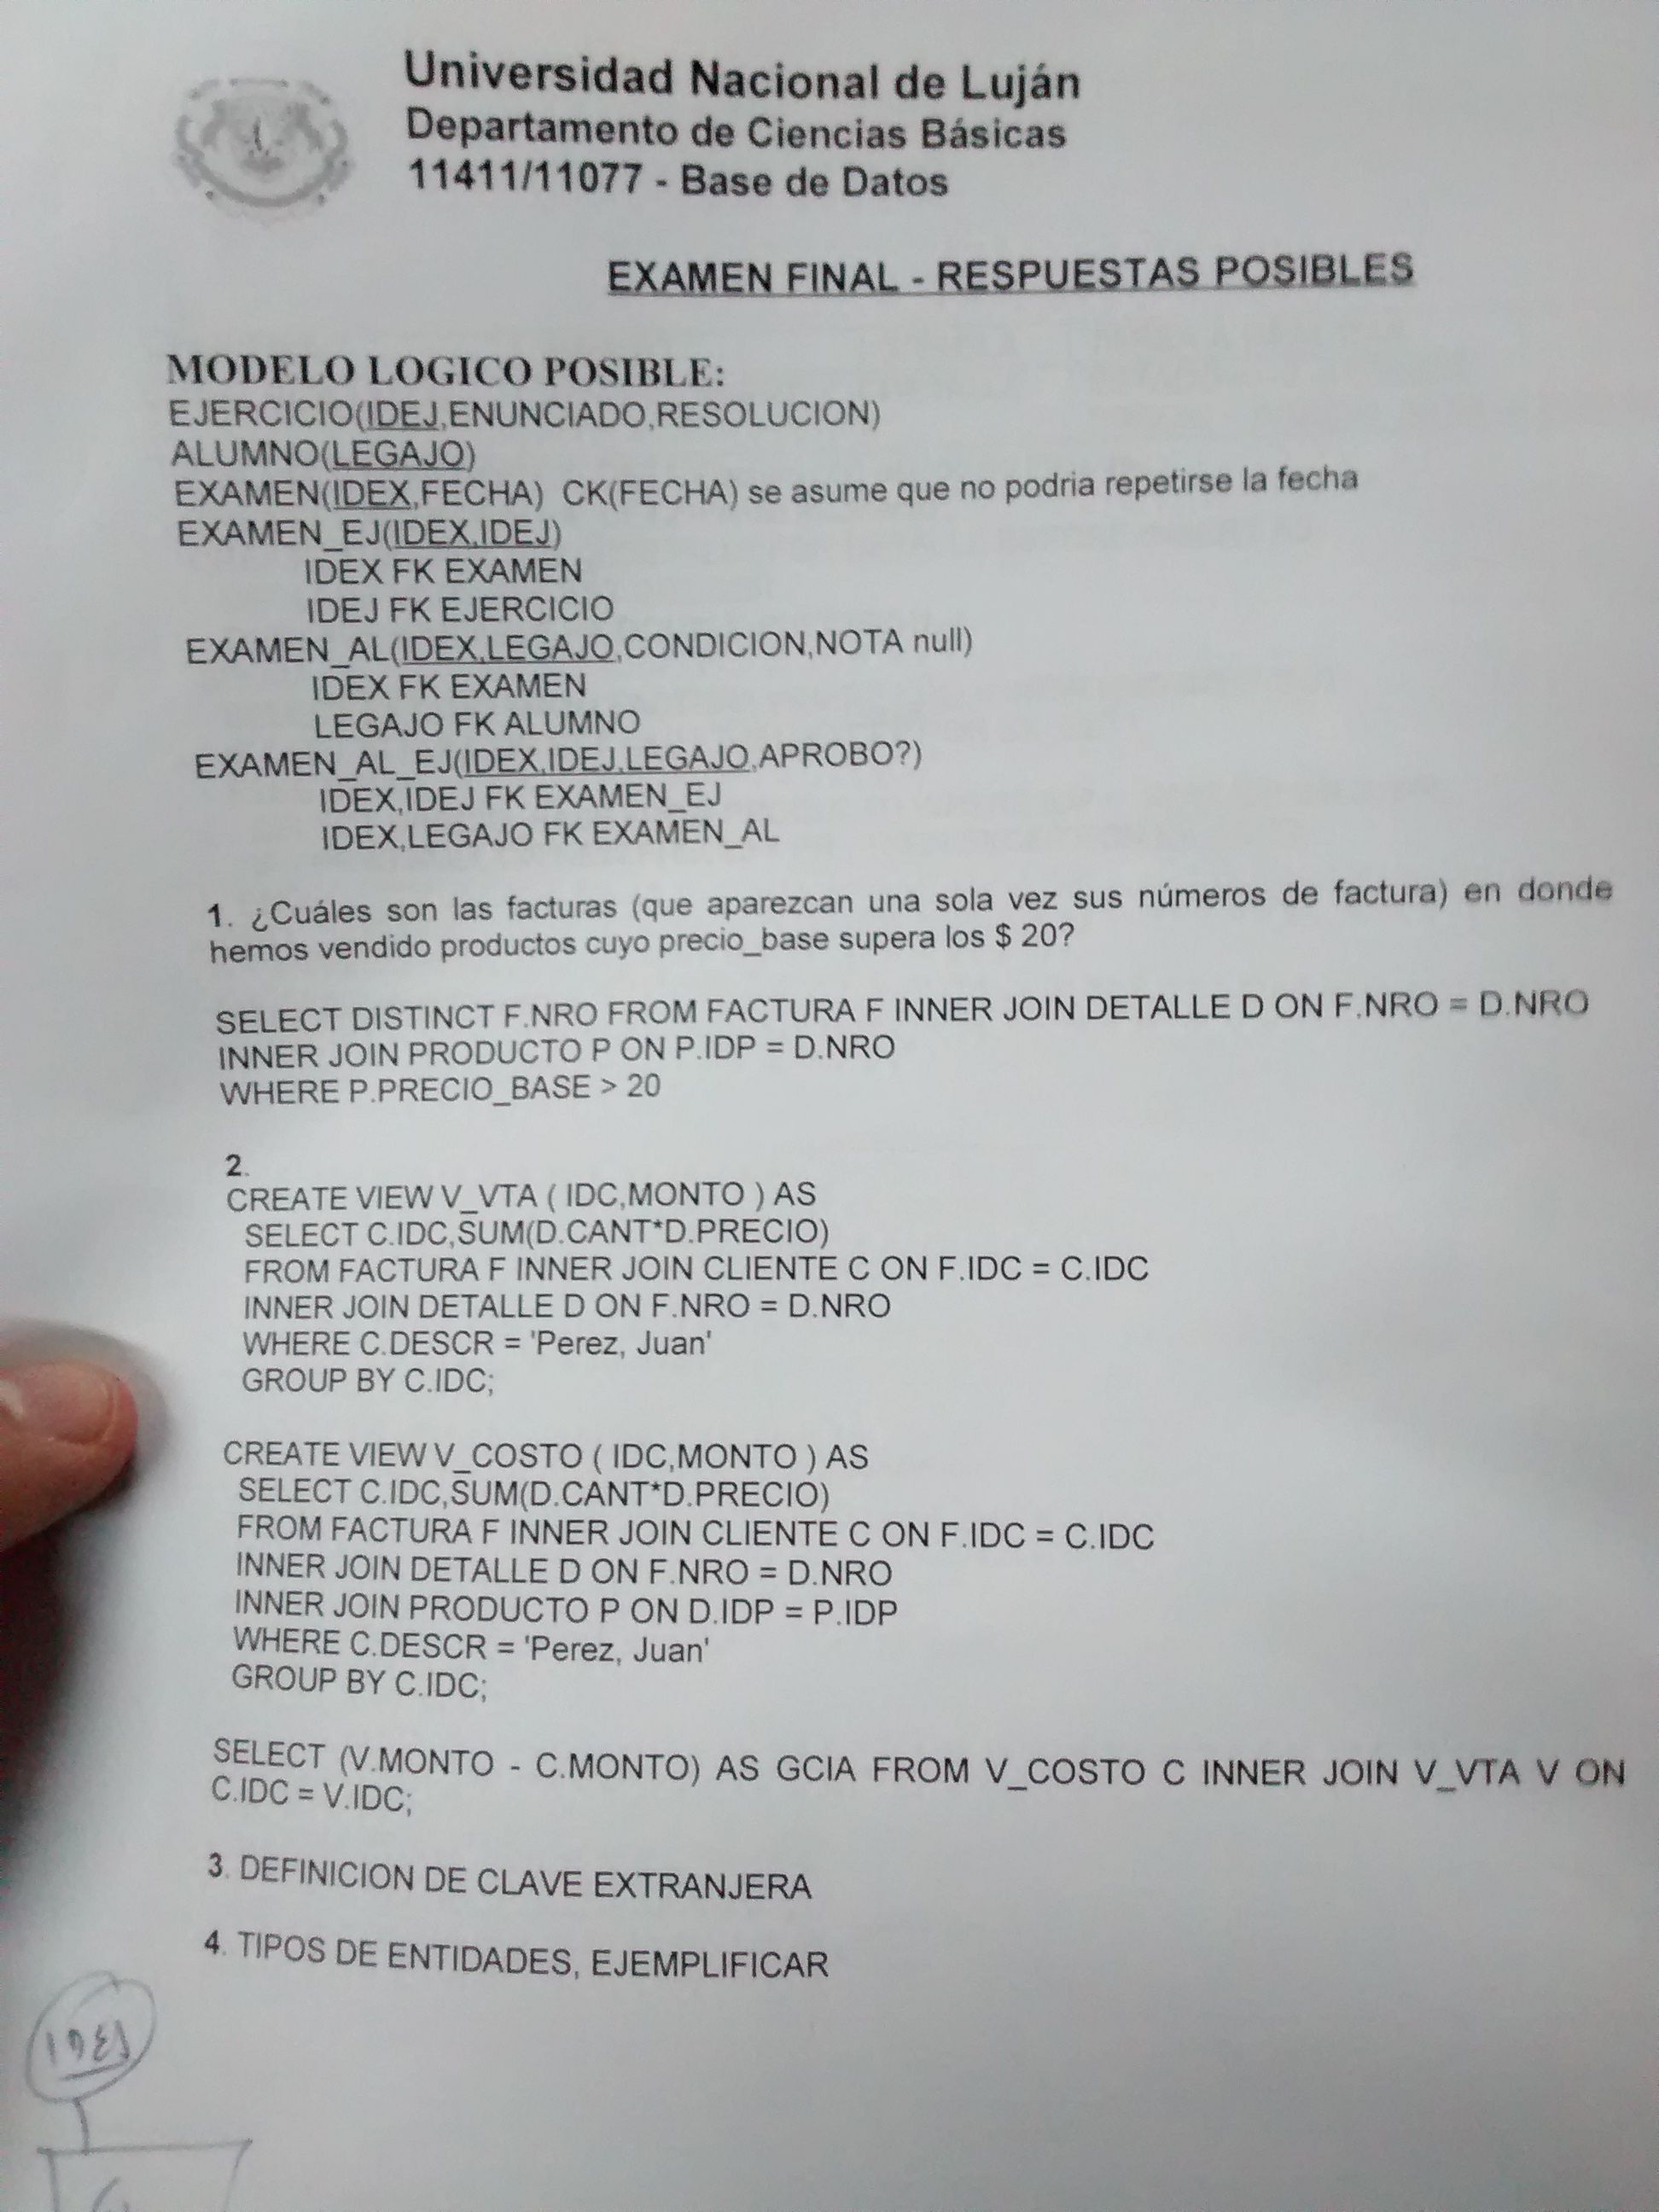 Universidad Nacional de Luján
Departamento de Ciencias Básicas
11411/11077 - Base de Datos
EXAMEN FINAL - RESPUESTAS POSIBLES
MODELO LOGICO POSIBLE:
EJERCICIO(IDEJ,ENUNCIADO,RESOLUCION)
ALUMNO(LEGAJO)
EXAMEN(IDEX,FECHA) CK(FECHA) se asume que no podria repetirse la fecha
EXAMEN_EJ(IDEX,IDEJ)
IDEX FK EXAMEN
IDEJ FK EJERCICIO
EXAMEN_AL(IDEX,LEGAJO,CONDICION,NOTA null)
IDEX FK EXAMEN
LEGAJO FK ALUMNO
EXAMEN_AL_EJ(IDEX,IDEJ,LEGAJO,APROBO?)
IDEX,IDEJ FK EXAMEN_EJ
IDEX,LEGAJO FK EXAMEN_AL
1. ¿Cuáles son las facturas (que aparezcan una sola vez sus números de factura) en donde
hemos vendido productos cuyo precio_base supera los $ 20?
SELECT DISTINCT F.NRO FROM FACTURA F INNER JOIN DETALLE D ON F.NRO = D.NRO
INNER JOIN PRODUCTO P ON P.IDP = D.NRO
WHERE P.PRECIO_BASE > 20
2.
CREATE VIEW V_VTA ( IDC,MONTO ) AS
SELECT C.IDC,SUM(D.CANT*D.PRECIO)
FROM FACTURA F INNER JOIN CLIENTE C ON F.IDC = C.IDC
INNER JOIN DETALLE D ON F.NRO = D.NRO
WHERE C.DESCR = 'Perez, Juan'
GROUP BY C.IDC;
CREATE VIEW V_COSTO ( IDC,MONTO ) AS
SELECT C.IDC,SUM(D.CANT*D.PRECIO)
FROM FACTURA F INNER JOIN CLIENTE C ON F.IDC = C.IDC
INNER JOIN DETALLE D ON F.NRO = D.NRO
INNER JOIN PRODUCTO P ON D.IDP = P.IDP
WHERE C.DESCR = 'Perez, Juan'
GROUP BY C.IDC;
SELECT (V.MONTO - C.MONTO) AS GCIA FROM V_COSTO C INNER JOIN V_VTA V ON
C.IDC = V.IDC;
3. DEFINICION DE CLAVE EXTRANJERA
4. TIPOS DE ENTIDADES, EJEMPLIFICAR
IDEJ